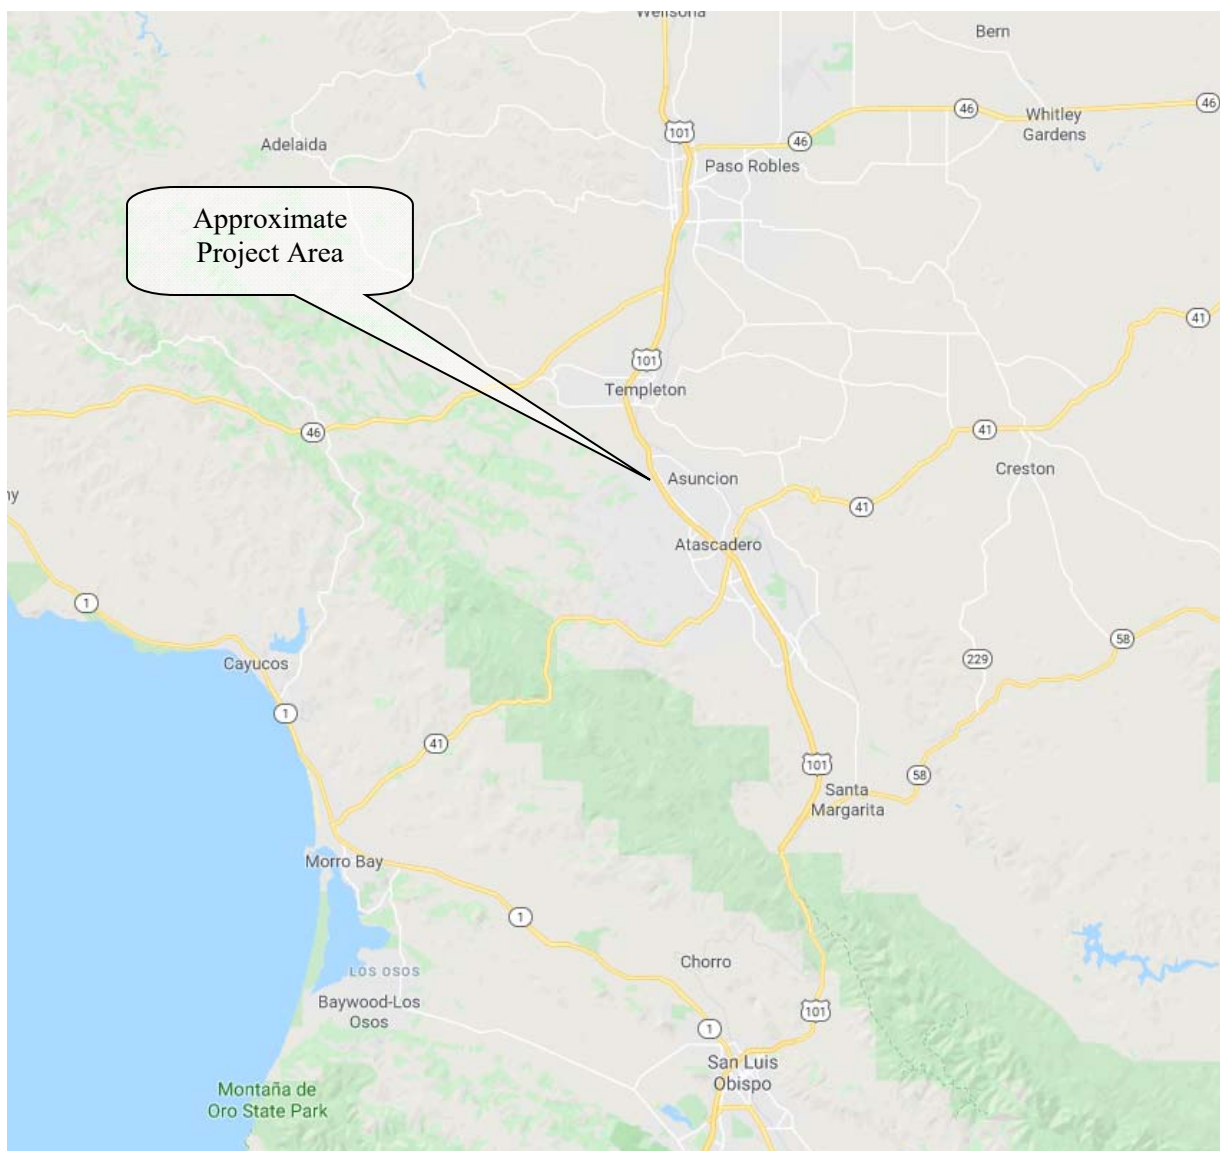 Wellsona
Bern
46
46
Whitley
Gardens
101
46
Adelaida
Paso Robles
Approximate
Project Area
41
101
Templeton
46
41
Creston
Asuncion
41
Atascadero
1
58
Cayucos
229
1
41
101
58
Santa
Margarita
Morro Bay
1
Chorro
LOS OSOS
Baywood-Los
Osos
101
1
San Luis
Obispo
Montaña de
Oro State Park